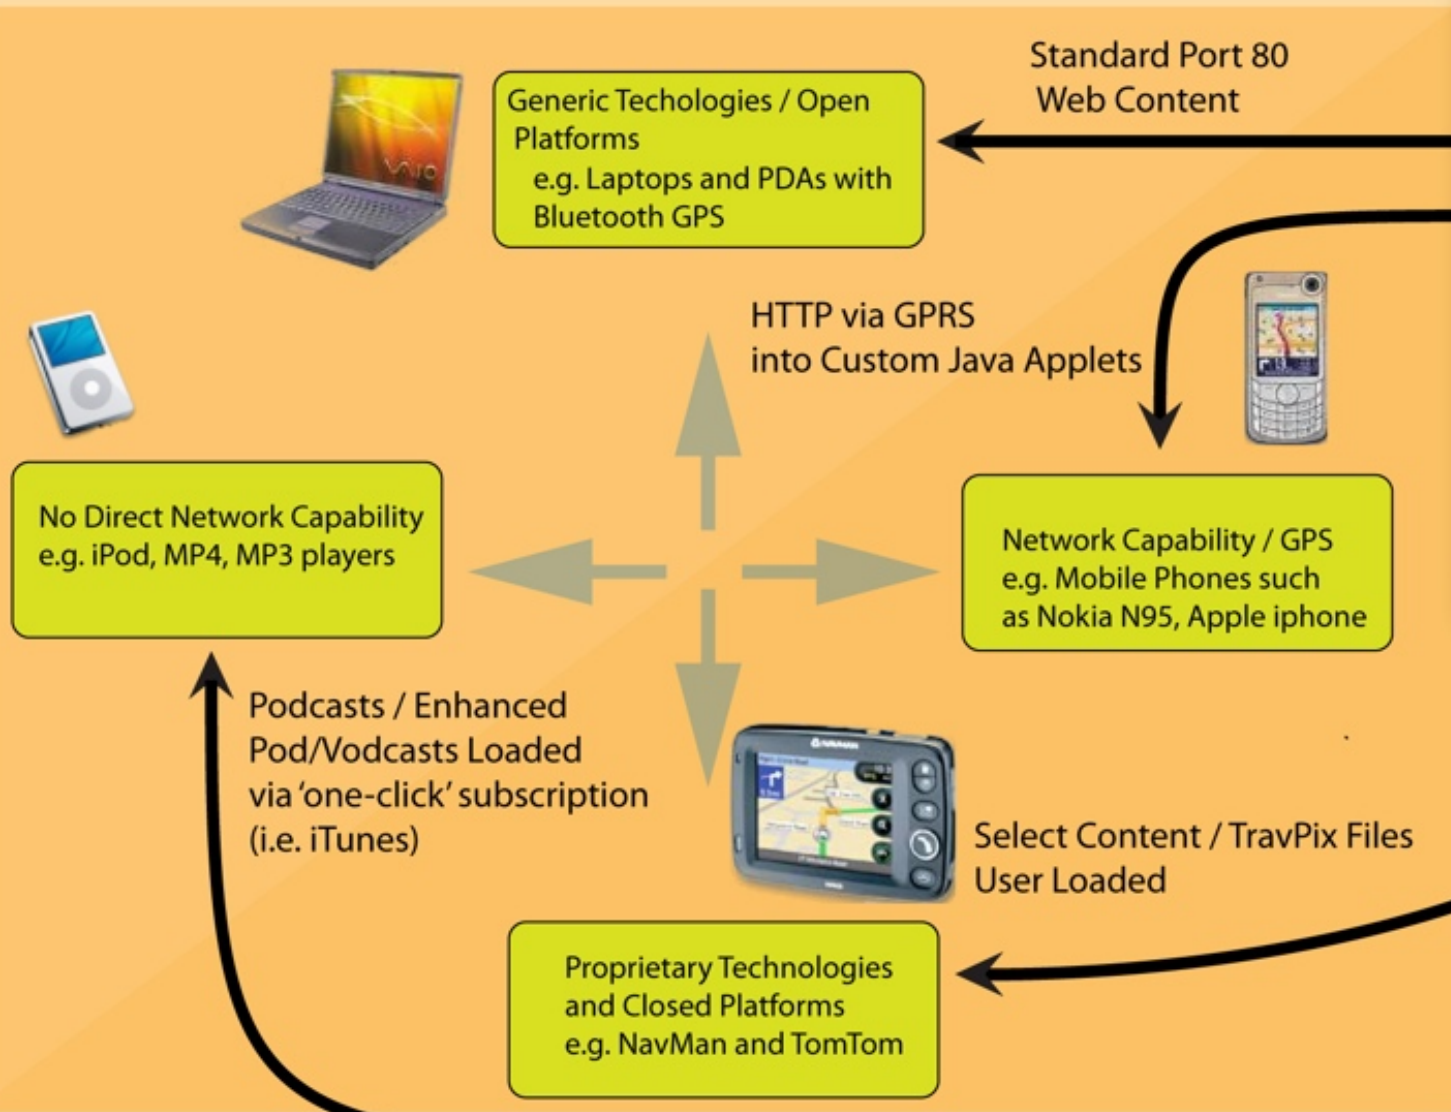 Standard Port 80
Web Content
Generic Techologies / Open
Platforms
e.g. Laptops and PDAs with
Bluetooth GPS
VAIO
HTTP via GPRS
into Custom Java Applets
No Direct Network Capability
e.g. iPod, MP4, MP3 players
Network Capability / GPS
e.g. Mobile Phones such
as Nokia N95, Apple iphone
Podcasts / Enhanced
Pod/Vodcasts Loaded
via 'one-click' subscription
(i.e. iTunes)
NAVMAN
Select Content / TravPix Files
User Loaded
Proprietary Technologies
and Closed Platforms
e.g. NavMan and TomTom